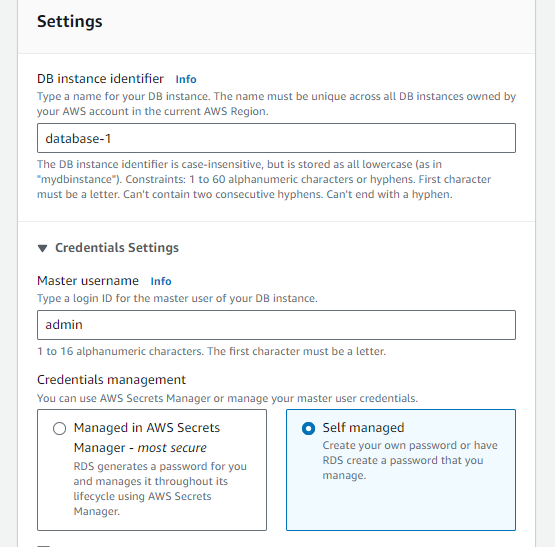 Settings
DB instance identifier Info
Type a name for your DB instance. The name must be unique across all DB instances owned by
your AWS account in the current AWS Region.
database-1
The DB instance identifier is case-insensitive, but is stored as all lowercase (as in
"mydbinstance"). Constraints: 1 to 60 alphanumeric characters or hyphens. First character
must be a letter. Can't contain two consecutive hyphens. Can't end with a hyphen.
Credentials Settings
Master username Info
Type a login ID for the master user of your DB instance.
admin
1 to 16 alphanumeric characters. The first character must be a letter.
Credentials management
You can use AWS Secrets Manager or manage your master user credentials.
Managed in AWS Secrets
Manager - most secure
RDS generates a password for you
and manages it throughout its
lifecycle using AWS Secrets
Manager.
Self managed
Create your own password or have
RDS create a password that you
manage.